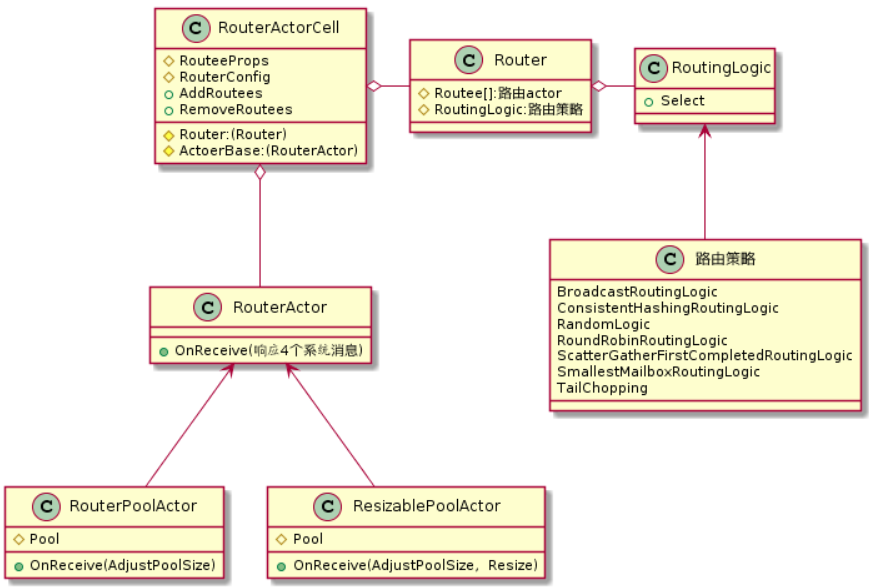 C RouterActorCell
RouteeProps
RouterConfig
AddRoutees
RemoveRoutees
Router:(Router)
ActoerBase:(RouterActor)
C Router
Routee[]:路由actor
RoutingLogic:路由策略
C RoutingLogic
Select
C 路由策略
BroadcastRoutingLogic
ConsistentHashingRoutingLogic
RandomLogic
RoundRobinRoutingLogic
ScatterGatherFirstCompletedRoutingLogic
SmallestMailboxRoutingLogic
TailChopping
C RouterActor
OnReceive(响应4个系统消息)
C RouterPoolActor
Pool
OnReceive(AdjustPoolSize)
C ResizablePoolActor
Pool
OnReceive(AdjustPoolSize, Resize)